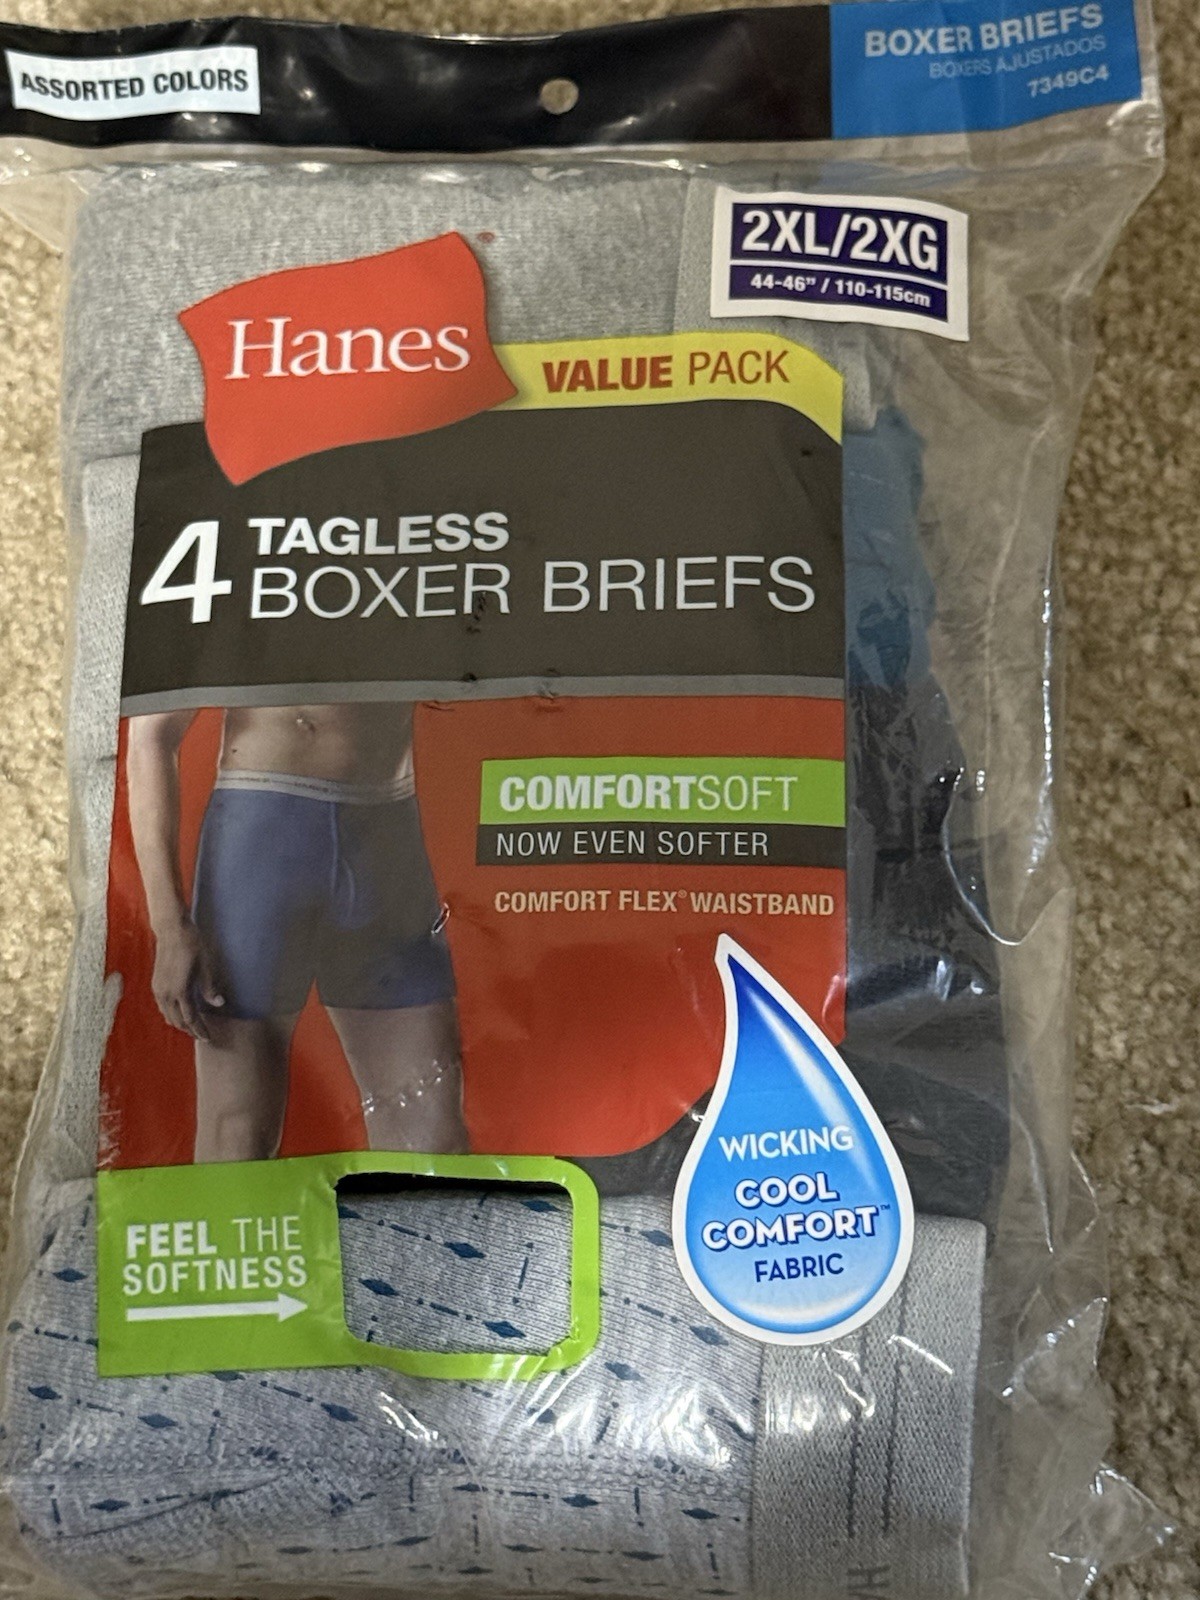 ASSORTED COLORS
BOXER BRIEFS
BOXERS AJUSTADOS
7349C4
2XL/2XG
44-46” / 110-115cm
Hanes
VALUE PACK
4 TAGLESS
BOXER BRIEFS
COMFORTSOFT
NOW EVEN SOFTER
COMFORT FLEX® WAISTBAND
WICKING
COOL
COMFORT™
FABRIC
FEEL THE
SOFTNESS